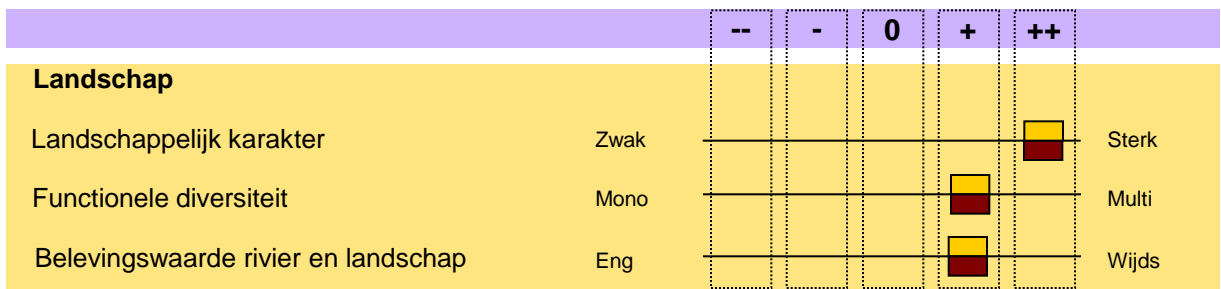 -- - 0 + ++
Landschap
Landschappelijk karakter Zwak Sterk
Functionele diversiteit Mono Multi
Belevingswaarde rivier en landschap Eng Wijds